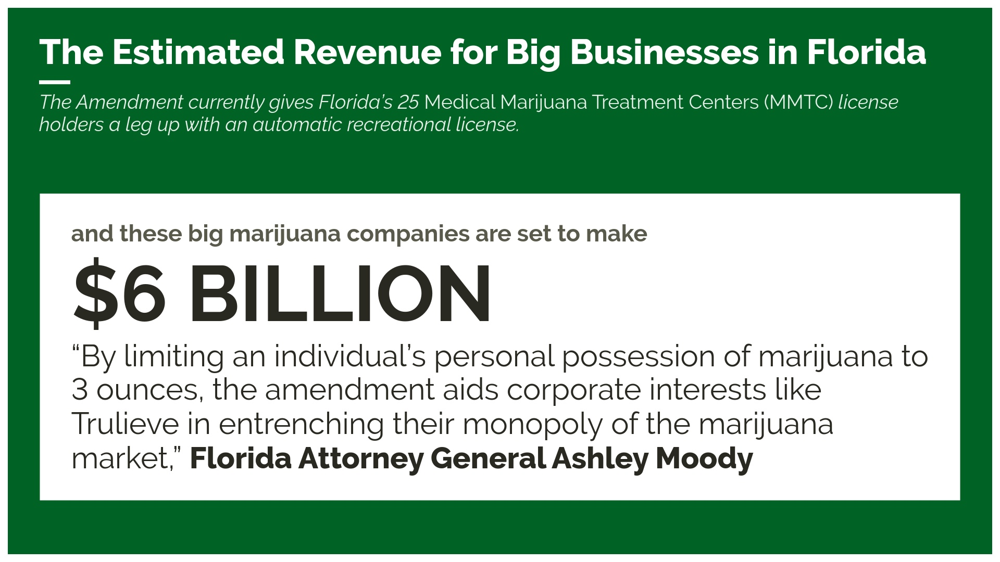 The Estimated Revenue for Big Businesses in Florida
The Amendment currently gives Florida’s 25 Medical Marijuana Treatment Centers (MMTC) license
holders a leg up with an automatic recreational license.
and these big marijuana companies are set to make
$6 BILLION
“By limiting an individual’s personal possession of marijuana to
3 ounces, the amendment aids corporate interests like
Trulieve in entrenching their monopoly of the marijuana
market,” Florida Attorney General Ashley Moody